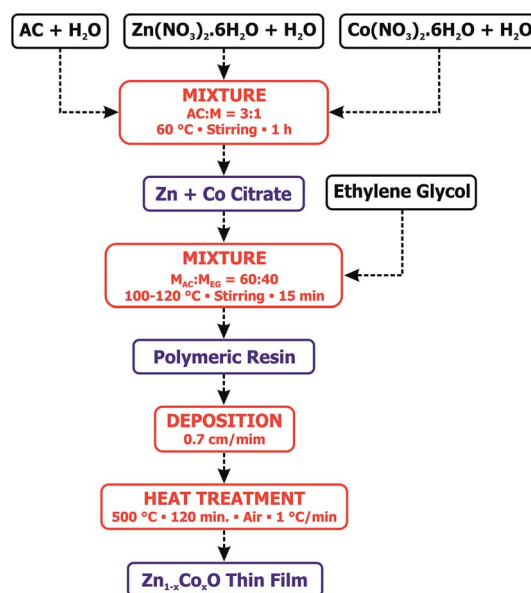 AC + H₂O
Zn(NO₃)₂.6H₂O + H₂O
Co(NO₃)₂.6H₂O + H₂O
MIXTURE
AC:M = 3:1
60 °C ▪ Stirring ▪ 1 h
Zn + Co Citrate
Ethylene Glycol
MIXTURE
M_AC:M_EG = 60:40
100-120 °C ▪ Stirring ▪ 15 min
Polymeric Resin
DEPOSITION
0.7 cm/mim
HEAT TREATMENT
500 °C ▪ 120 min. ▪ Air ▪ 1 °C/min
Zn₁₋ₓCoₓO Thin Film